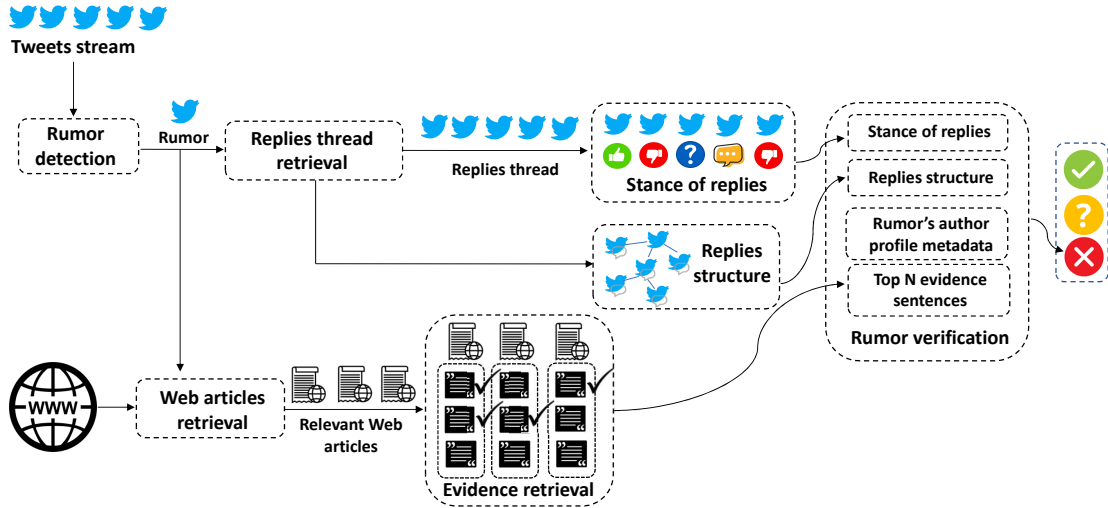 Tweets stream
Rumor
detection
Rumor
Replies thread
retrieval
Replies thread
Stance of replies
Replies
structure
Stance of replies
Replies structure
Rumor's author
profile metadata
Top N evidence
sentences
Rumor verification
WWW
Web articles
retrieval
Relevant Web
articles
Evidence retrieval